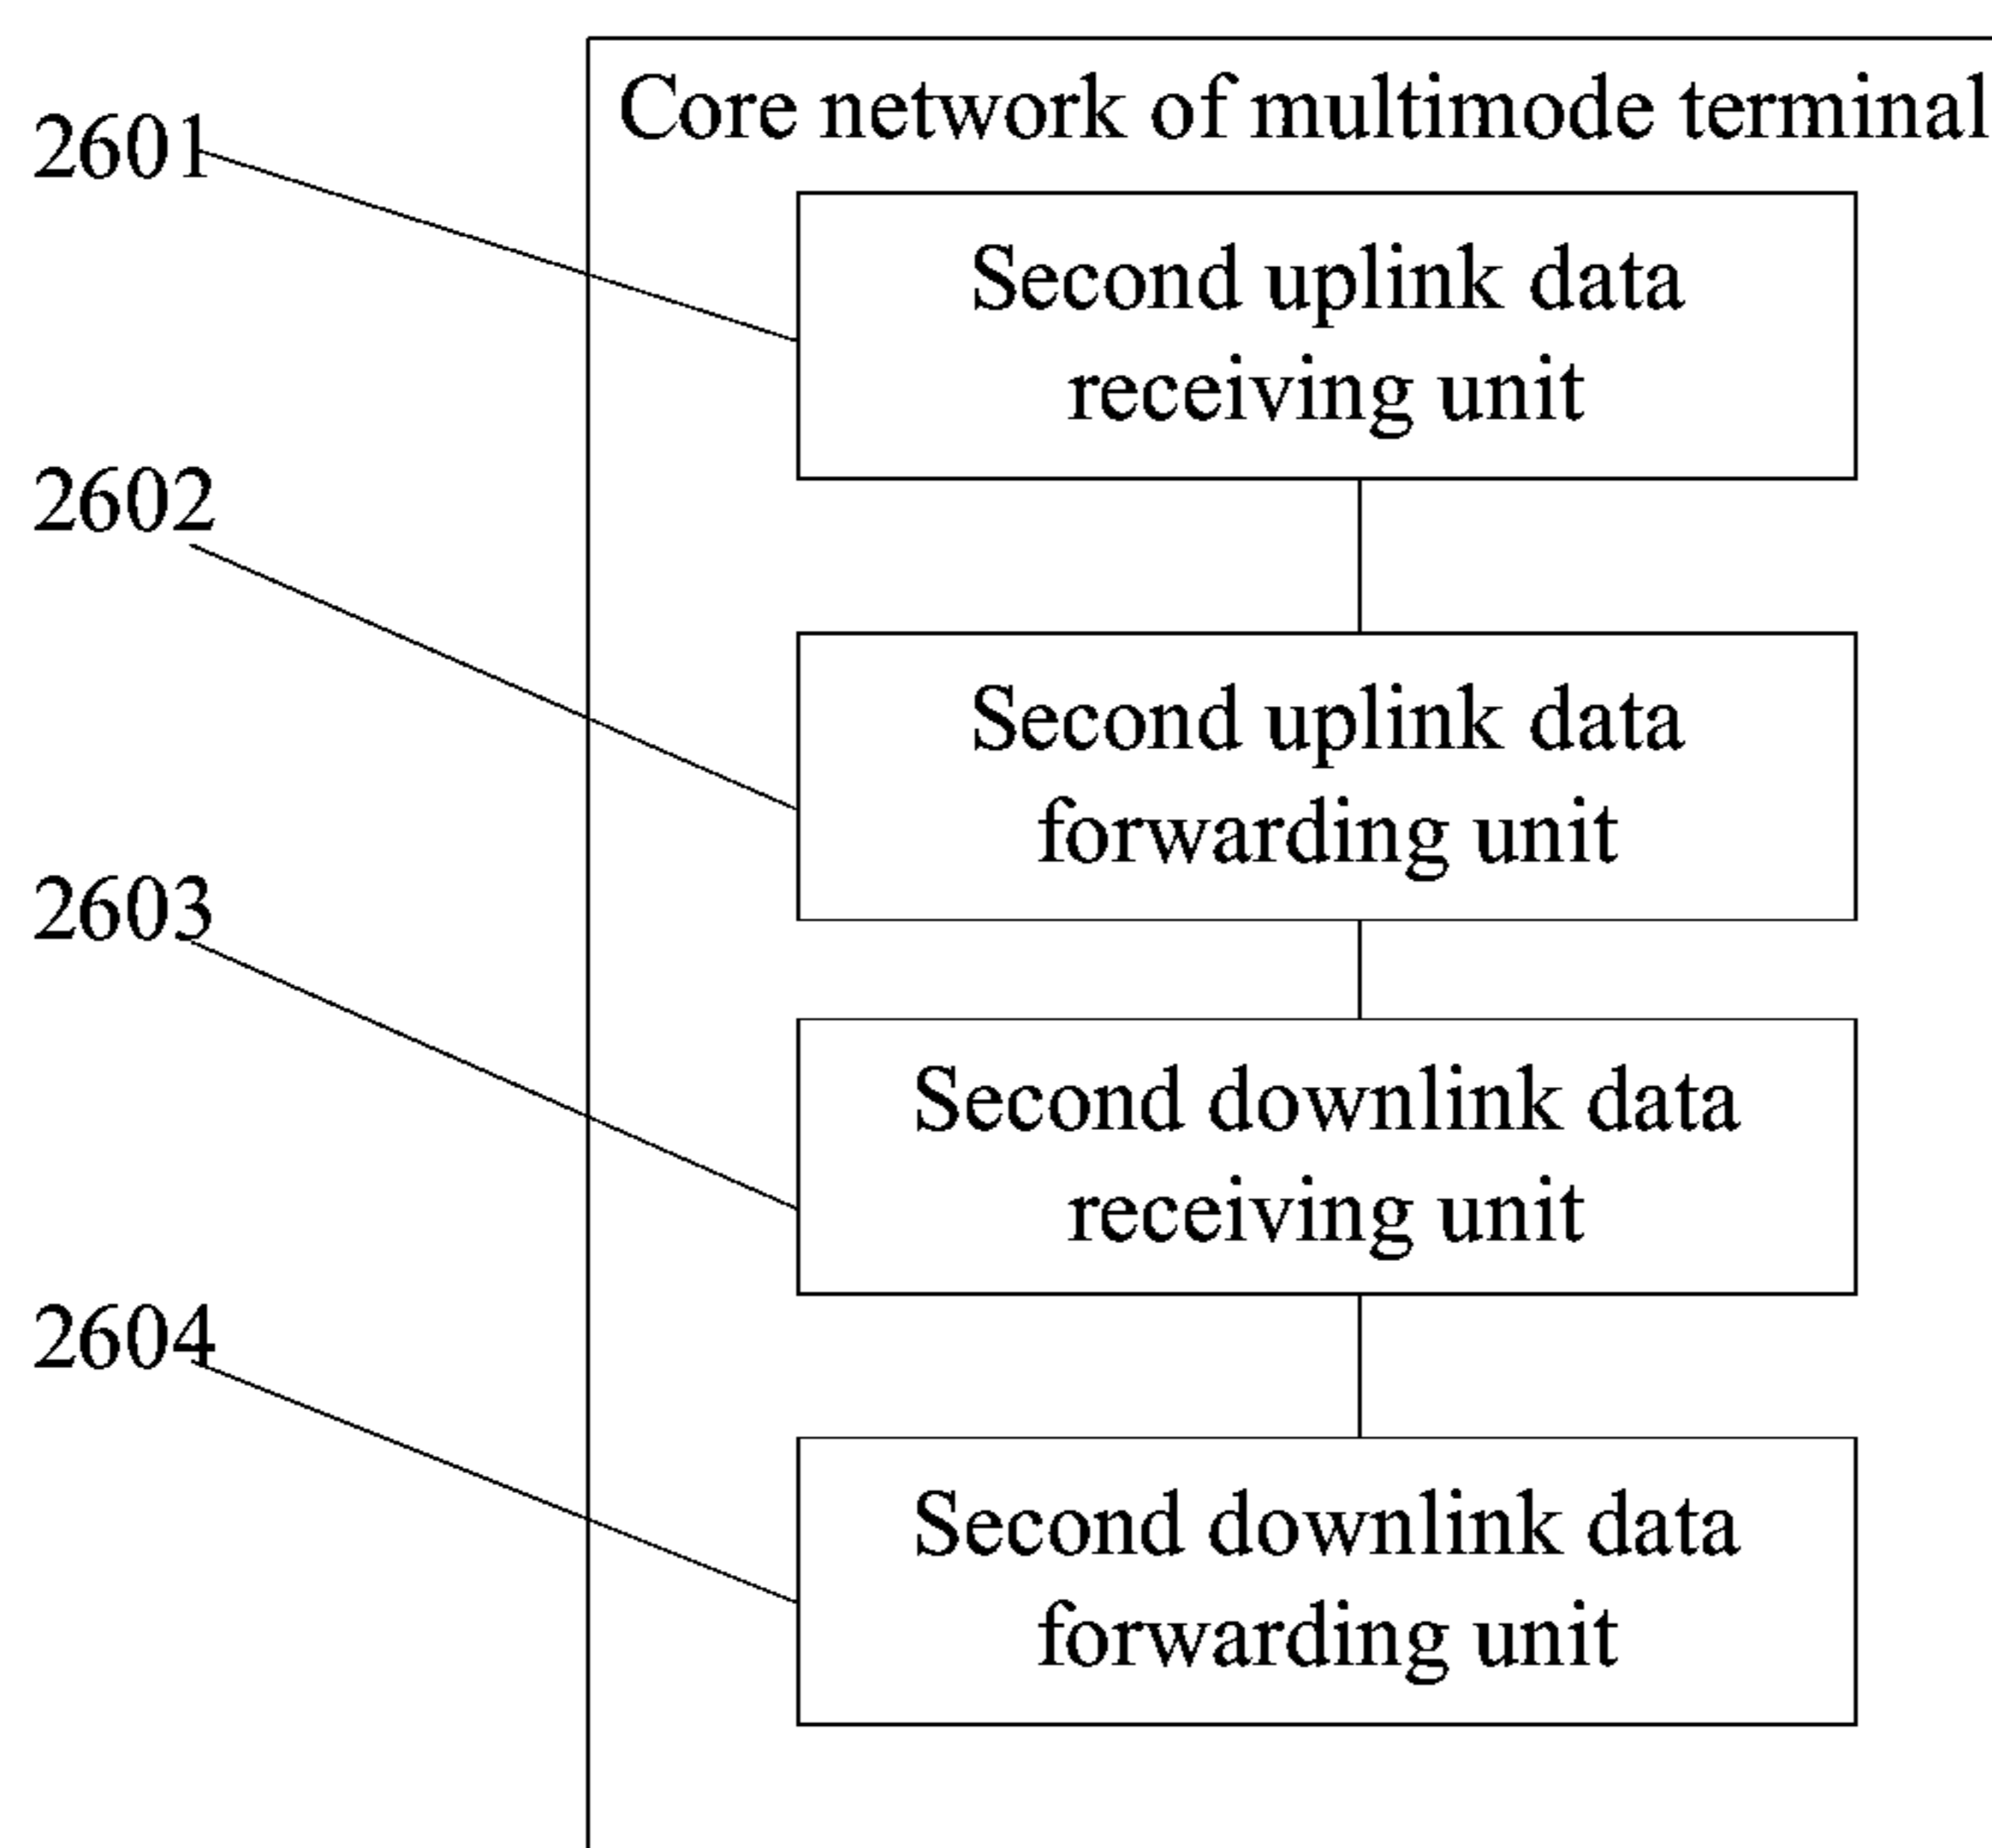 Core network of multimode terminal
2601
Second uplink data
receiving unit
2602
Second uplink data
forwarding unit
2603
Second downlink data
receiving unit
2604
Second downlink data
forwarding unit